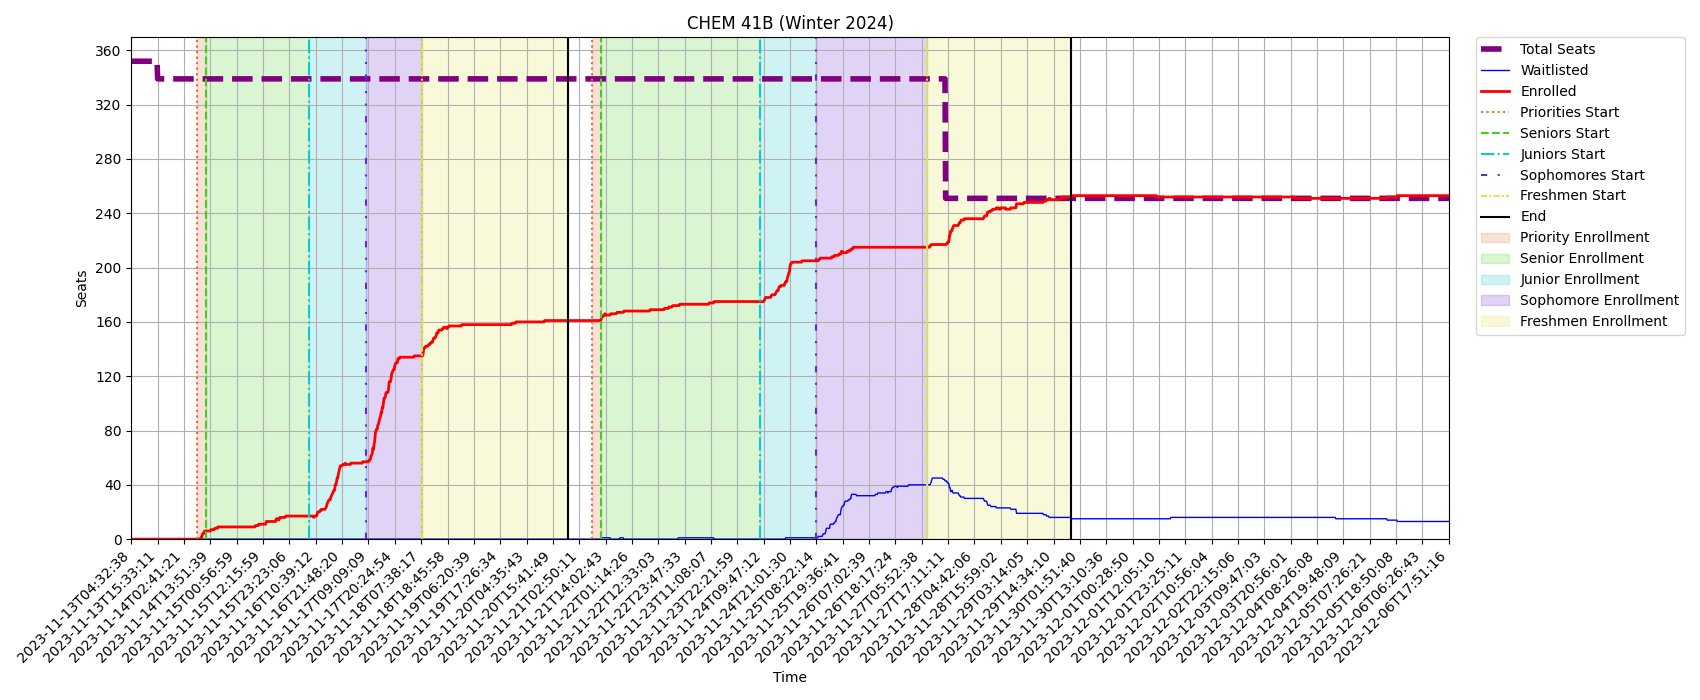 CHEM 41B (Winter 2024)
Seats
360
320
280
240
200
160
120
80
40
0
2023-11-13T04:32:38
2023-11-13T15:33:11
2023-11-14T02:41:21
2023-11-14T13:51:39
2023-11-15T00:56:59
2023-11-15T12:15:59
2023-11-15T23:23:06
2023-11-16T10:39:12
2023-11-16T21:48:20
2023-11-17T09:09:09
2023-11-17T20:24:54
2023-11-18T07:38:17
2023-11-18T18:45:58
2023-11-19T06:20:39
2023-11-19T17:26:34
2023-11-20T04:35:43
2023-11-20T15:41:49
2023-11-21T02:50:11
2023-11-21T14:02:43
2023-11-22T01:14:26
2023-11-22T12:33:03
2023-11-22T23:47:33
2023-11-23T11:08:07
2023-11-23T22:21:59
2023-11-24T09:47:12
2023-11-24T21:01:30
2023-11-25T08:22:14
2023-11-25T19:36:41
2023-11-26T07:02:39
2023-11-26T18:17:24
2023-11-27T05:52:38
2023-11-27T17:11:11
2023-11-28T04:42:06
2023-11-28T15:59:02
2023-11-29T03:14:05
2023-11-29T14:34:10
2023-11-30T01:51:40
2023-11-30T13:10:36
2023-12-01T00:28:50
2023-12-01T12:05:10
2023-12-01T23:25:11
2023-12-02T10:56:04
2023-12-02T22:15:06
2023-12-03T09:47:03
2023-12-03T20:56:01
2023-12-04T08:26:08
2023-12-04T19:48:09
2023-12-05T07:26:21
2023-12-05T18:50:08
2023-12-06T06:26:43
2023-12-06T17:51:16
Time
Total Seats
Waitlisted
Enrolled
Priorities Start
Seniors Start
Juniors Start
Sophomores Start
Freshmen Start
End
Priority Enrollment
Senior Enrollment
Junior Enrollment
Sophomore Enrollment
Freshmen Enrollment